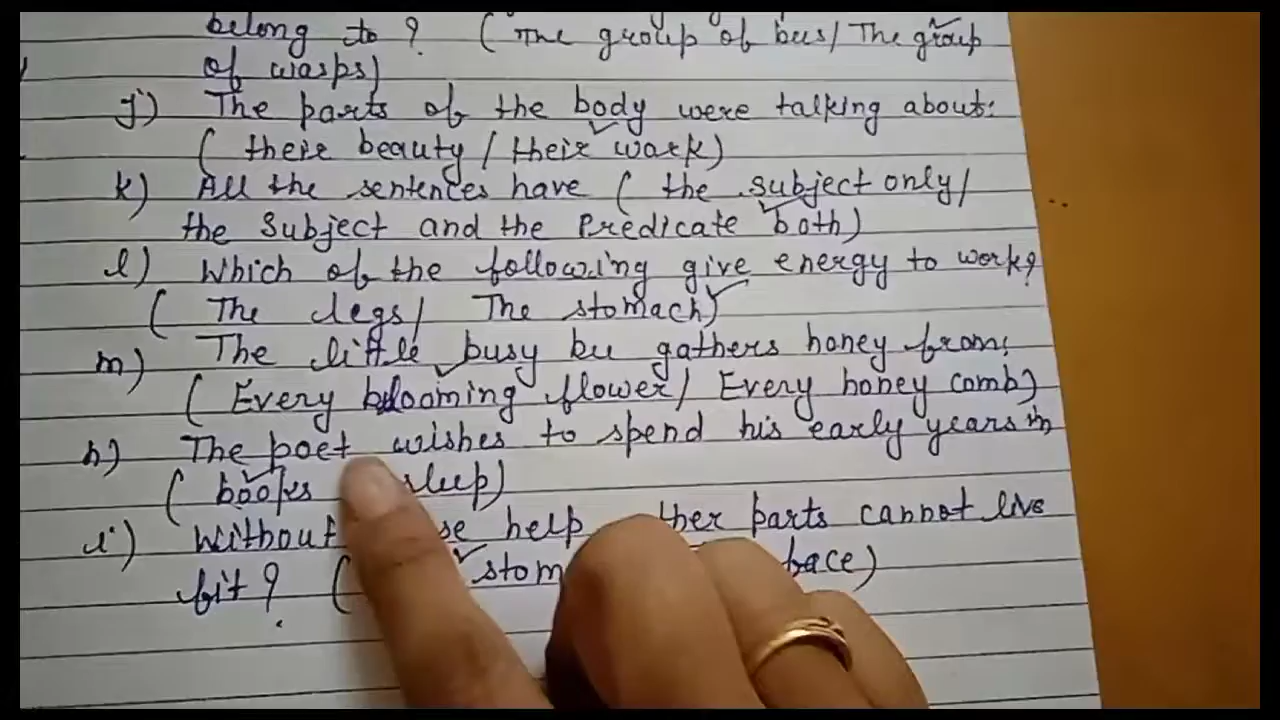 belong to ? (The group of bees/The group
of wasps)
j) The parts of the body were talking about:
( their beauty / their work)
k) All the sentences have ( the subject only/
the Subject and the Predicate both)
l) Which of the following give energy to work?
( The legs/ The stomach)
m) The little busy bee gathers honey from:
( Every blooming flower/ Every honey comb)
n) The poet wishes to spend his early years in
( books sleep)
i) Without help other parts cannot live
fit ? ( face)